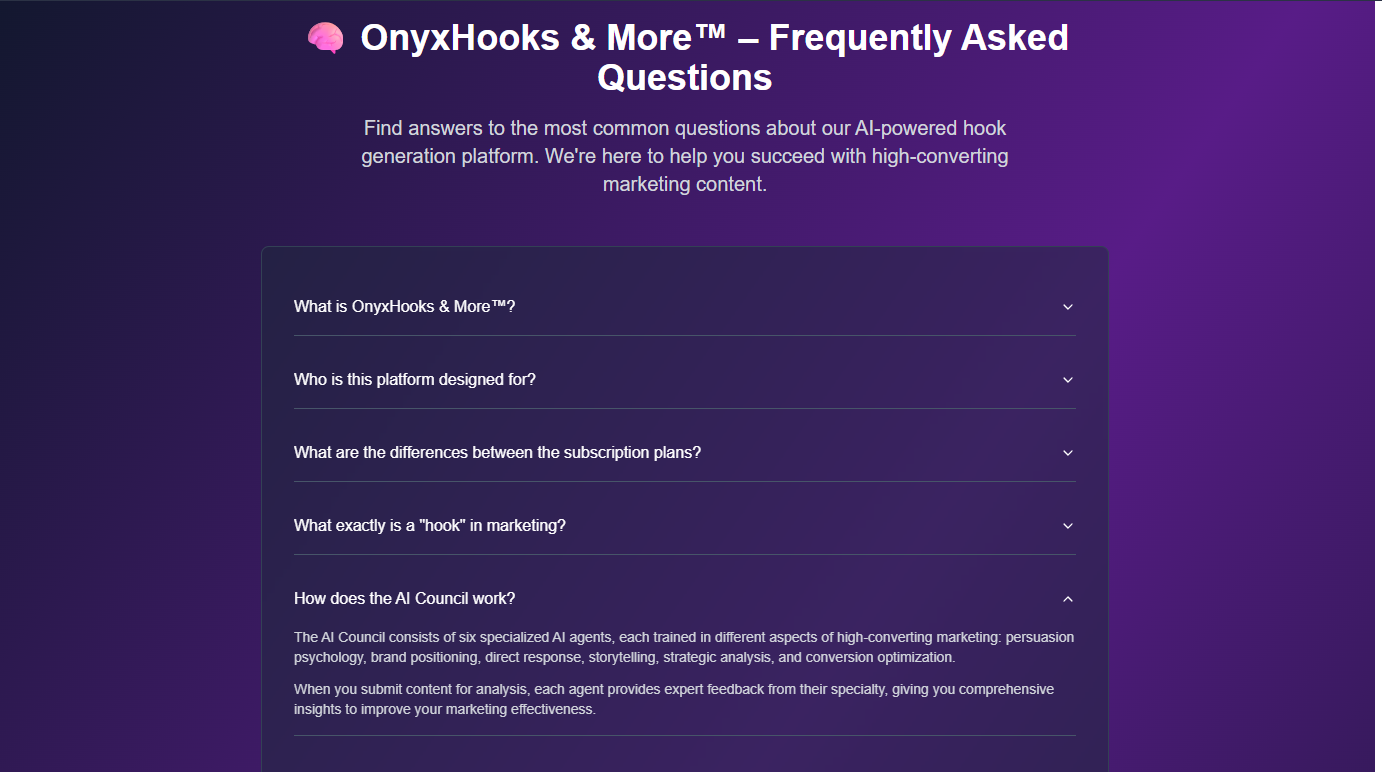 OnyxHooks & More™ – Frequently Asked
Questions
Find answers to the most common questions about our AI-powered hook
generation platform. We're here to help you succeed with high-converting
marketing content.
What is OnyxHooks & More™?
Who is this platform designed for?
What are the differences between the subscription plans?
What exactly is a "hook" in marketing?
How does the AI Council work?
The AI Council consists of six specialized AI agents, each trained in different aspects of high-converting marketing: persuasion
psychology, brand positioning, direct response, storytelling, strategic analysis, and conversion optimization.
When you submit content for analysis, each agent provides expert feedback from their specialty, giving you comprehensive
insights to improve your marketing effectiveness.